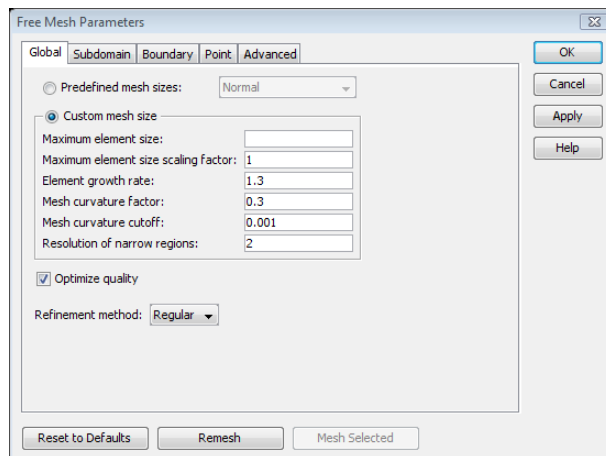 Free Mesh Parameters
Global Subdomain Boundary Point Advanced
OK
Cancel
Apply
Help
Predefined mesh sizes: Normal
Custom mesh size
Maximum element size:
Maximum element size scaling factor: 1
Element growth rate: 1.3
Mesh curvature factor: 0.3
Mesh curvature cutoff: 0.001
Resolution of narrow regions: 2
Optimize quality
Refinement method: Regular
Reset to Defaults Remesh Mesh Selected